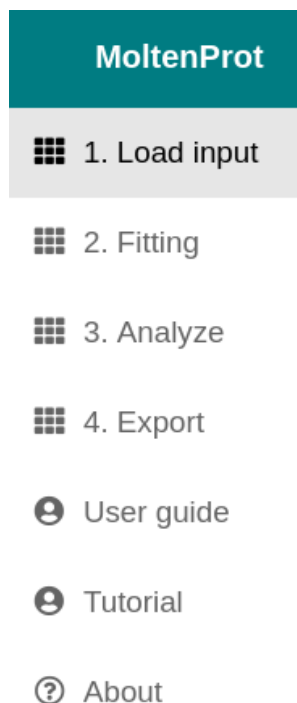 MoltenProt
1. Load input
2. Fitting
3. Analyze
4. Export
User guide
Tutorial
About